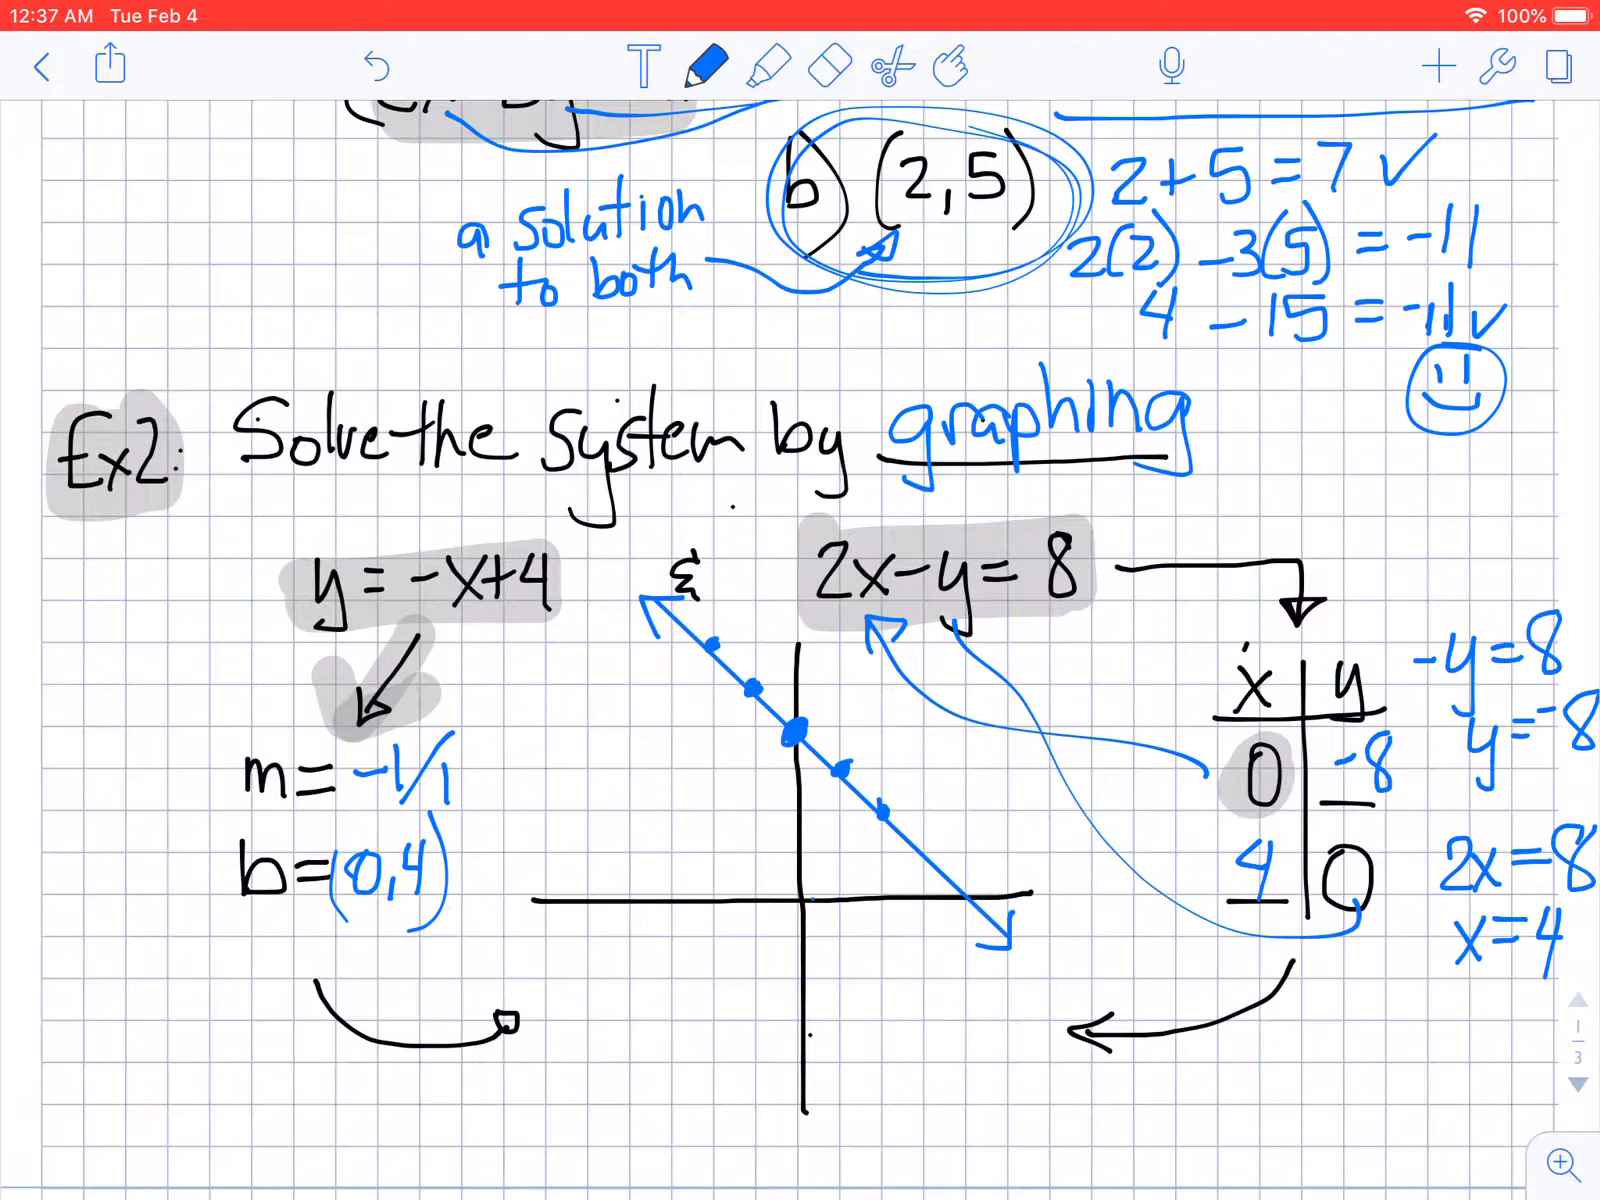 12:37 AM Tue Feb 4
100%
T
b) (2,5)
2+5=7 ✓
a solution
to both
2(2) -3(5) = -11
4 - 15 = -11 ✓
Ex2: Solve the system by graphing
y = -x+4 & 2x-y= 8
x y
0 -8
4 0
-y=8
y=-8
2x=8
x=4
m= -1/1
b=(0,4)
1
3